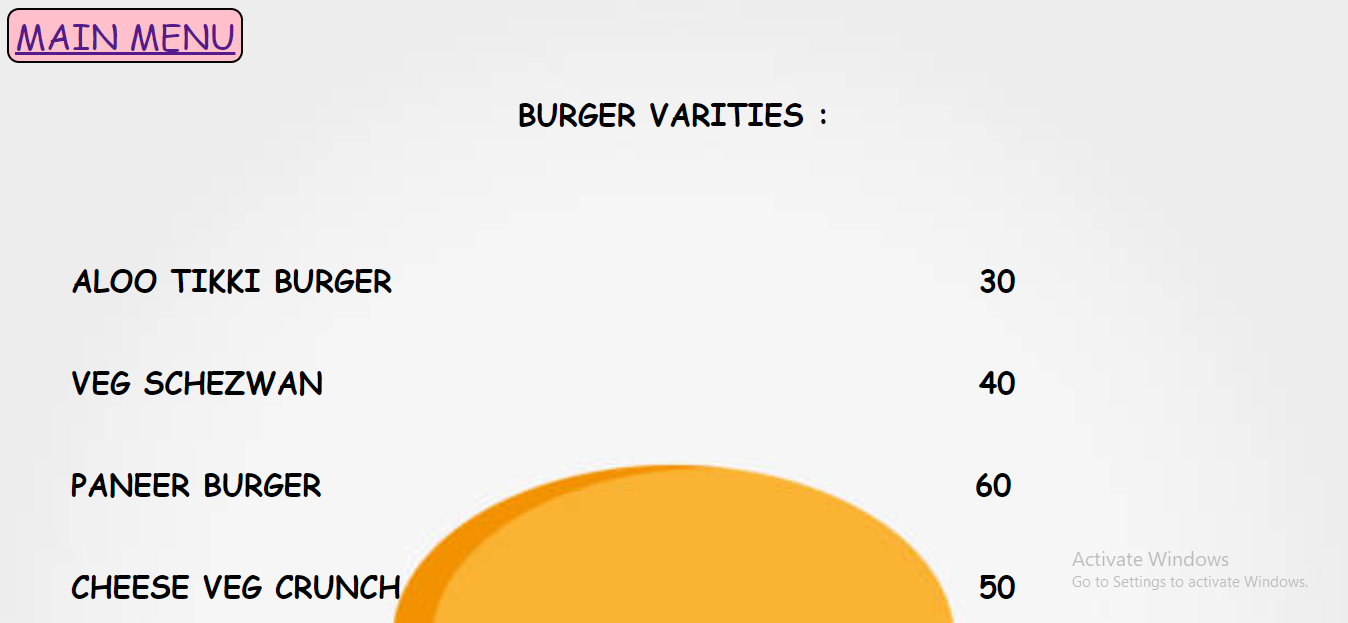 MAIN MENU
BURGER VARITIES :
ALOO TIKKI BURGER 30
VEG SCHEZWAN 40
PANEER BURGER 60
CHEESE VEG CRUNCH 50
Activate Windows
Go to Settings to activate Windows.